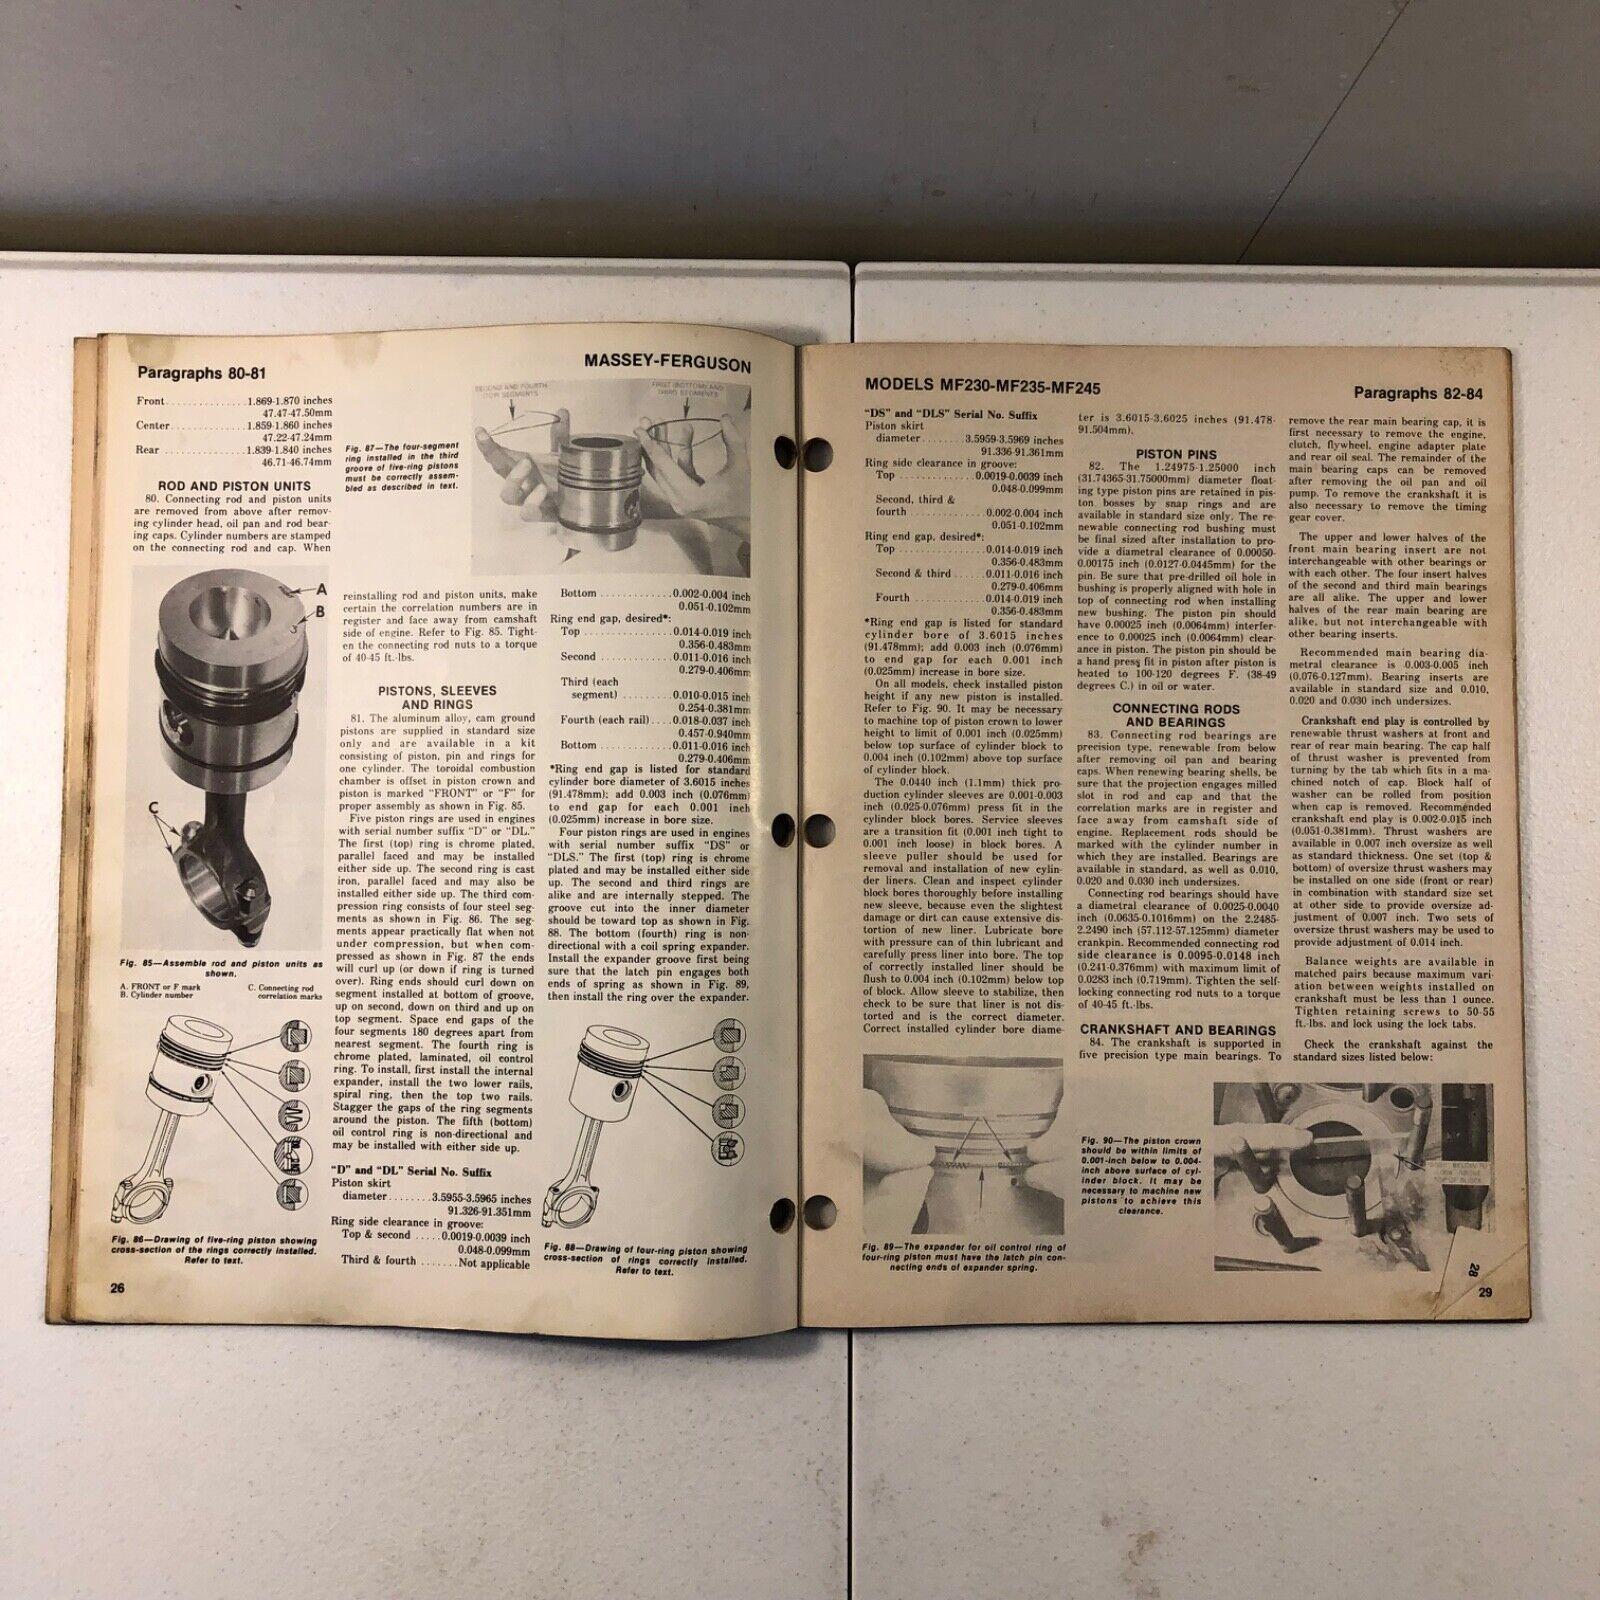 Paragraphs 80-81
MASSEY-FERGUSON
Front..............1.869-1.870 inches
47.47-47.50mm
Center.............1.859-1.860 inches
47.22-47.24mm
Rear ..............1.839-1.840 inches
46.71-46.74mm
ROD AND PISTON UNITS
80. Connecting rod and piston units
are removed from above after remov-
ing cylinder head, oil pan and rod bear-
ing caps. Cylinder numbers are stamped
on the connecting rod and cap. When
A
B
C
Fig. 85—Assemble rod and piston units as
shown.
A. FRONT or F mark
B. Cylinder number
C. Connecting rod
correlation marks
Fig. 86—Drawing of five-ring piston showing
cross-section of the rings correctly installed.
Refer to text.
26
Fig. 87—The four-segment
ring installed in the third
groove of five-ring pistons
must be correctly assem-
bled as described in text.
SECOND AND FOURTH
(TOP) SEGMENTS
FIRST (BOTTOM) AND
THIRD SEGMENTS
reinstalling rod and piston units, make
certain the correlation numbers are in
register and face away from camshaft
side of engine. Refer to Fig. 85. Tight-
en the connecting rod nuts to a torque
of 40-45 ft.-lbs.
PISTONS, SLEEVES
AND RINGS
81. The aluminum alloy, cam ground
pistons are supplied in standard size
only and are available in a kit
consisting of piston, pin and rings for
one cylinder. The toroidal combustion
chamber is offset in piston crown and
piston is marked "FRONT" or "F" for
proper assembly as shown in Fig. 85.
Five piston rings are used in engines
with serial number suffix "D" or "DL."
The first (top) ring is chrome plated,
parallel faced and may be installed
either side up. The second ring is cast
iron, parallel faced and may also be
installed either side up. The third com-
pression ring consists of four steel seg-
ments as shown in Fig. 86. The seg-
ments appear practically flat when not
under compression, but when com-
pressed as shown in Fig. 87 the ends
will curl up (or down if ring is turned
over). Ring ends should curl down on
segment installed at bottom of groove,
up on second, down on third and up on
top segment. Space end gaps of the
four segments 180 degrees apart from
nearest segment. The fourth ring is
chrome plated, laminated, oil control
ring. To install, first install the internal
expander, install the two lower rails,
spiral ring, then the top two rails.
Stagger the gaps of the ring segments
around the piston. The fifth (bottom)
oil control ring is non-directional and
may be installed with either side up.
"D" and "DL" Serial No. Suffix
Piston skirt
diameter........3.5955-3.5965 inches
91.326-91.351mm
Ring side clearance in groove:
Top & second .....0.0019-0.0039 inch
0.048-0.099mm
Third & fourth .......Not applicable
Bottom ............0.002-0.004 inch
0.051-0.102mm
Ring end gap, desired*:
Top ...............0.014-0.019 inch
0.356-0.483mm
Second ............0.011-0.016 inch
0.279-0.406mm
Third (each
segment) .........0.010-0.015 inch
0.254-0.381mm
Fourth (each rail)....0.018-0.037 inch
0.457-0.940mm
Bottom ............0.011-0.016 inch
0.279-0.406mm
*Ring end gap is listed for standard
cylinder bore diameter of 3.6015 inches
(91.478mm); add 0.003 inch (0.076mm)
to end gap for each 0.001 inch
(0.025mm) increase in bore size.
Four piston rings are used in engines
with serial number suffix "DS" or
"DLS." The first (top) ring is chrome
plated and may be installed either side
up. The second and third rings are
alike and are internally stepped. The
groove cut into the inner diameter
should be toward top as shown in Fig.
88. The bottom (fourth) ring is non-
directional with a coil spring expander.
Install the expander groove first being
sure that the latch pin engages both
ends of spring as shown in Fig. 89,
then install the ring over the expander.
Fig. 88—Drawing of four-ring piston showing
cross-section of rings correctly installed.
Refer to text.
MODELS MF230-MF235-MF245
Paragraphs 82-84
"DS" and "DLS" Serial No. Suffix
Piston skirt
diameter........3.5959-3.5969 inches
91.336-91.361mm
Ring side clearance in groove:
Top .............0.0019-0.0039 inch
0.048-0.099mm
Second, third &
fourth .............0.002-0.004 inch
0.051-0.102mm
Ring end gap, desired*:
Top ...............0.014-0.019 inch
0.356-0.483mm
Second & third ......0.011-0.016 inch
0.279-0.406mm
Fourth ............0.014-0.019 inch
0.356-0.483mm
*Ring end gap is listed for standard
cylinder bore of 3.6015 inches
(91.478mm); add 0.003 inch (0.076mm)
to end gap for each 0.001 inch
(0.025mm) increase in bore size.
On all models, check installed piston
height if any new piston is installed.
Refer to Fig. 90. It may be necessary
to machine top of piston crown to lower
height to limit of 0.001 inch (0.025mm)
below top surface of cylinder block to
0.004 inch (0.102mm) above top surface
of cylinder block.
The 0.0440 inch (1.1mm) thick pro-
duction cylinder sleeves are 0.001-0.003
inch (0.025-0.076mm) press fit in the
cylinder block bores. Service sleeves
are a transition fit (0.001 inch tight to
0.001 inch loose) in block bores. A
sleeve puller should be used for
removal and installation of new cylin-
der liners. Clean and inspect cylinder
block bores thoroughly before installing
new sleeve, because even the slightest
damage or dirt can cause extensive dis-
tortion of new liner. Lubricate bore
with pressure can of thin lubricant and
carefully press liner into bore. The top
of correctly installed liner should be
flush to 0.004 inch (0.102mm) below top
of block. Allow sleeve to stabilize, then
check to be sure that liner is not dis-
torted and is the correct diameter.
Correct installed cylinder bore diame-
Fig. 89—The expander for oil control ring of
four-ring piston must have the latch pin con-
necting ends of expander spring.
ter is 3.6015-3.6025 inches (91.478-
91.504mm).
PISTON PINS
82. The 1.24975-1.25000 inch
(31.74365-31.75000mm) diameter float-
ing type piston pins are retained in pis-
ton bosses by snap rings and are
available in standard size only. The re-
newable connecting rod bushing must
be final sized after installation to pro-
vide a diametral clearance of 0.00050-
0.00175 inch (0.0127-0.0445mm) for the
pin. Be sure that pre-drilled oil hole in
bushing is properly aligned with hole in
top of connecting rod when installing
new bushing. The piston pin should
have 0.00025 inch (0.0064mm) interfer-
ence to 0.00025 inch (0.0064mm) clear-
ance in piston. The piston pin should be
a hand press fit in piston after piston is
heated to 100-120 degrees F. (38-49
degrees C.) in oil or water.
CONNECTING RODS
AND BEARINGS
83. Connecting rod bearings are
precision type, renewable from below
after removing oil pan and bearing
caps. When renewing bearing shells, be
sure that the projection engages milled
slot in rod and cap and that the
correlation marks are in register and
face away from camshaft side of
engine. Replacement rods should be
marked with the cylinder number in
which they are installed. Bearings are
available in standard, as well as 0.010,
0.020 and 0.030 inch undersizes.
Connecting rod bearings should have
a diametral clearance of 0.0025-0.0040
inch (0.0635-0.1016mm) on the 2.2485-
2.2490 inch (57.112-57.125mm) diameter
crankpin. Recommended connecting rod
side clearance is 0.0095-0.0148 inch
(0.241-0.376mm) with maximum limit of
0.0283 inch (0.719mm). Tighten the self-
locking connecting rod nuts to a torque
of 40-45 ft.-lbs.
CRANKSHAFT AND BEARINGS
84. The crankshaft is supported in
five precision type main bearings. To
Fig. 90—The piston crown
should be within limits of
0.001-inch below to 0.004-
inch above surface of cyl-
inder block. It may be
necessary to machine new
pistons to achieve this
clearance.
remove the rear main bearing cap, it is
first necessary to remove the engine,
clutch, flywheel, engine adapter plate
and rear oil seal. The remainder of the
main bearing caps can be removed
after removing the oil pan and oil
pump. To remove the crankshaft it is
also necessary to remove the timing
gear cover.
The upper and lower halves of the
front main bearing insert are not
interchangeable with other bearings or
with each other. The four insert halves
of the second and third main bearings
are all alike. The upper and lower
halves of the rear main bearing are
alike, but not interchangeable with
other bearing inserts.
Recommended main bearing dia-
metral clearance is 0.003-0.005 inch
(0.076-0.127mm). Bearing inserts are
available in standard size and 0.010,
0.020 and 0.030 inch undersizes.
Crankshaft end play is controlled by
renewable thrust washers at front and
rear of rear main bearing. The cap half
of thrust washer is prevented from
turning by the tab which fits in a ma-
chined notch of cap. Block half of
washer can be rolled from position
when cap is removed. Recommended
crankshaft end play is 0.002-0.015 inch
(0.051-0.381mm). Thrust washers are
available in 0.007 inch oversize as well
as standard thickness. One set (top &
bottom) of oversize thrust washers may
be installed on one side (front or rear)
in combination with standard size set
at other side to provide oversize ad-
justment of 0.007 inch. Two sets of
oversize thrust washers may be used to
provide adjustment of 0.014 inch.
Balance weights are available in
matched pairs because maximum vari-
ation between weights installed on
crankshaft must be less than 1 ounce.
Tighten retaining screws to 50-55
ft.-lbs. and lock using the lock tabs.
Check the crankshaft against the
standard sizes listed below:
28
29